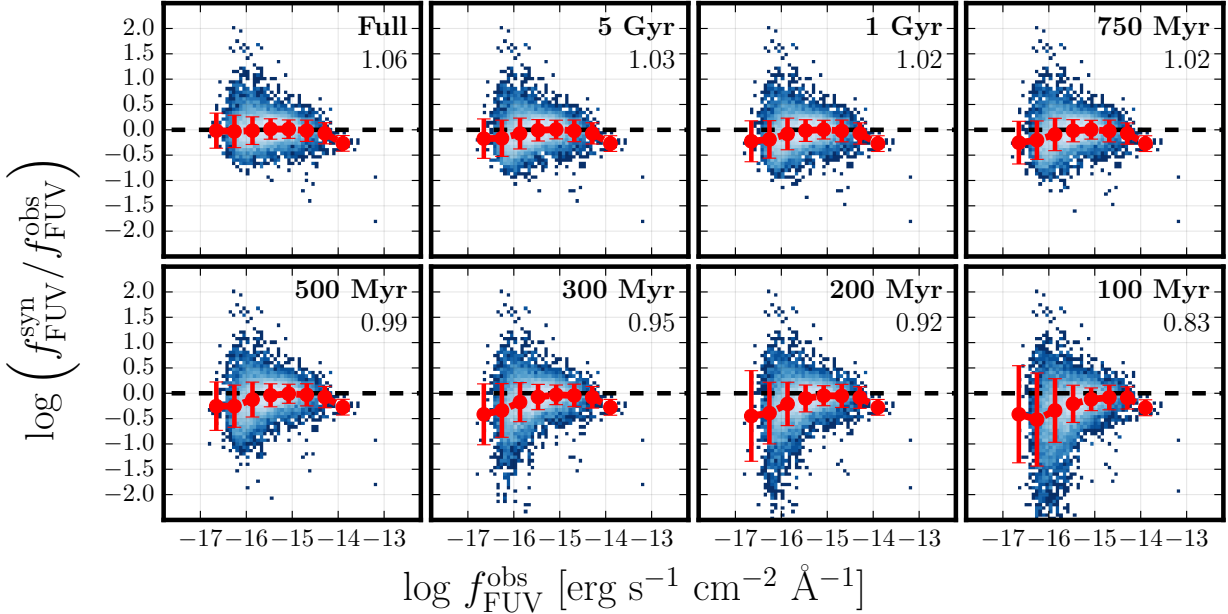 Full
1.06
5 Gyr
1.03
1 Gyr
1.02
750 Myr
1.02
2.0
1.5
1.0
0.5
0.0
−0.5
−1.0
−1.5
−2.0
500 Myr
0.99
300 Myr
0.95
200 Myr
0.92
100 Myr
0.83
2.0
1.5
1.0
0.5
0.0
−0.5
−1.0
−1.5
−2.0
−17 −16 −15 −14 −13
−17 −16 −15 −14 −13
−17 −16 −15 −14 −13
−17 −16 −15 −14 −13
log (f^syn_FUV / f^obs_FUV)
log f^obs_FUV [erg s⁻¹ cm⁻² Å⁻¹]